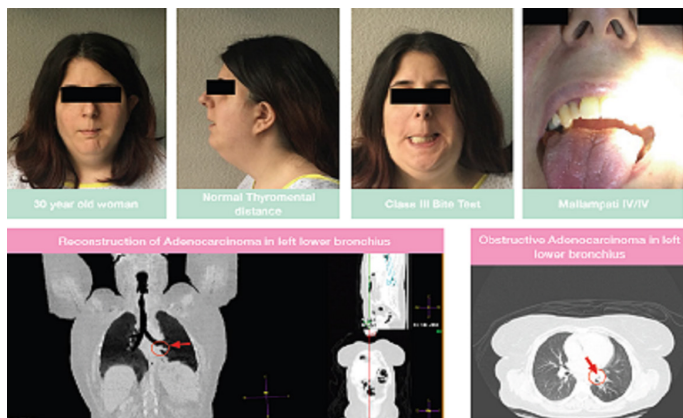 30 year old woman
Normal Thyromental
distance
Class III Bite Test
Mallampati IV/IV
Reconstruction of Adenocarcinoma in left lower bronchius
Obstructive Adenocarcinoma in left
lower bronchius